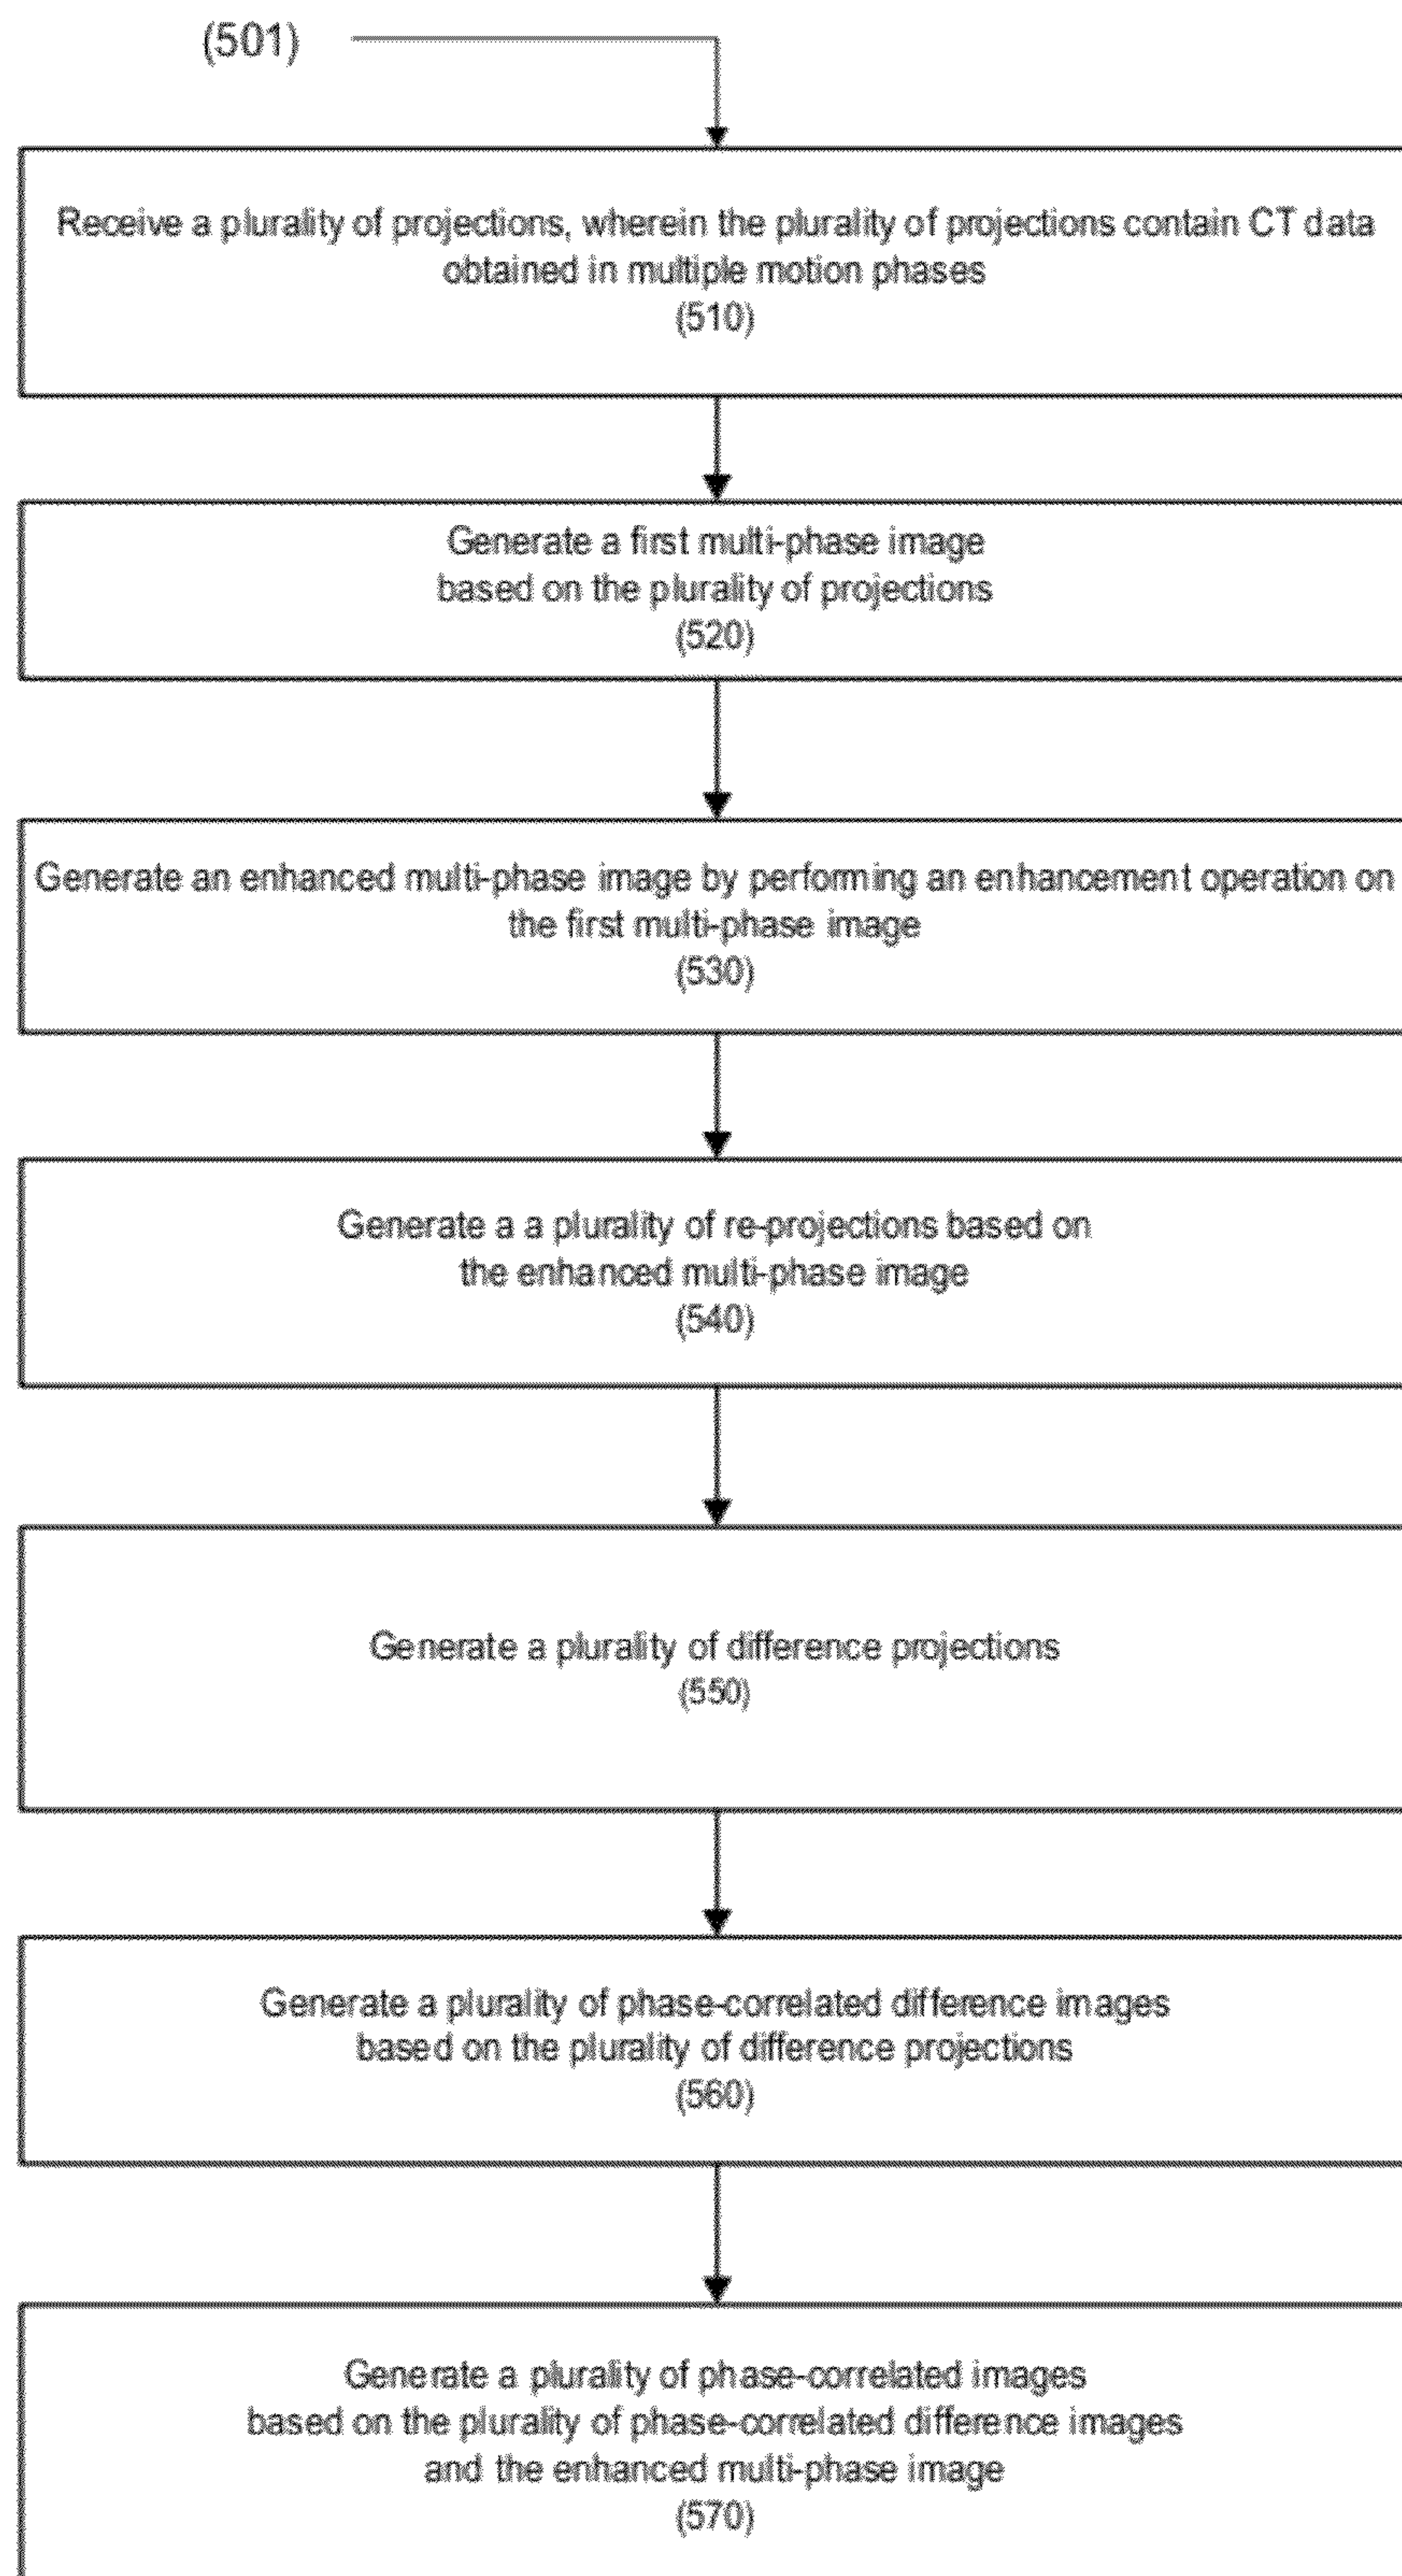 (501)
Receive a plurality of projections, wherein the plurality of projections contain CT data
obtained in multiple motion phases
(510)
Generate a first multi-phase image
based on the plurality of projections
(520)
Generate an enhanced multi-phase image by performing an enhancement operation on
the first multi-phase image
(530)
Generate a a plurality of re-projections based on
the enhanced multi-phase image
(540)
Generate a plurality of difference projections
(550)
Generate a plurality of phase-correlated difference images
based on the plurality of difference projections
(560)
Generate a plurality of phase-correlated images
based on the plurality of phase-correlated difference images
and the enhanced multi-phase image
(570)